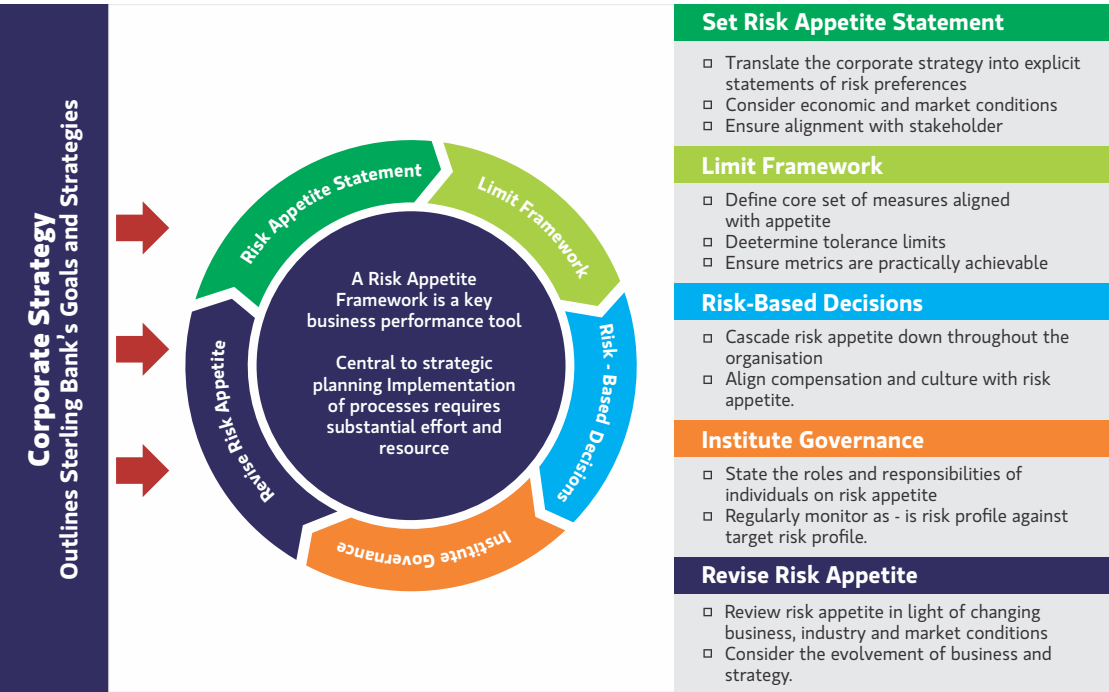 Corporate Strategy
Outlines Sterling Bank's Goals and Strategies
Risk Appetite Statement
Limit Framework
Risk - Based Decisions
Institute Governance
Revise Risk Appetite
A Risk Appetite
Framework is a key
business performance tool
Central to strategic
planning Implementation
of processes requires
substantial effort and
resource
Set Risk Appetite Statement
Translate the corporate strategy into explicit
statements of risk preferences
Consider economic and market conditions
Ensure alignment with stakeholder
Limit Framework
Define core set of measures aligned
with appetite
Deetermine tolerance limits
Ensure metrics are practically achievable
Risk-Based Decisions
Cascade risk appetite down throughout the
organisation
Align compensation and culture with risk
appetite.
Institute Governance
State the roles and responsibilities of
individuals on risk appetite
Regularly monitor as - is risk profile against
target risk profile.
Revise Risk Appetite
Review risk appetite in light of changing
business, industry and market conditions
Consider the evolvement of business and
strategy.